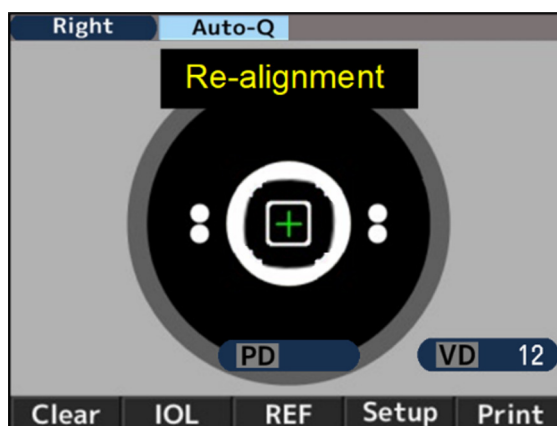 Right Auto-Q
Re-alignment
PD VD 12
Clear IOL REF Setup Print